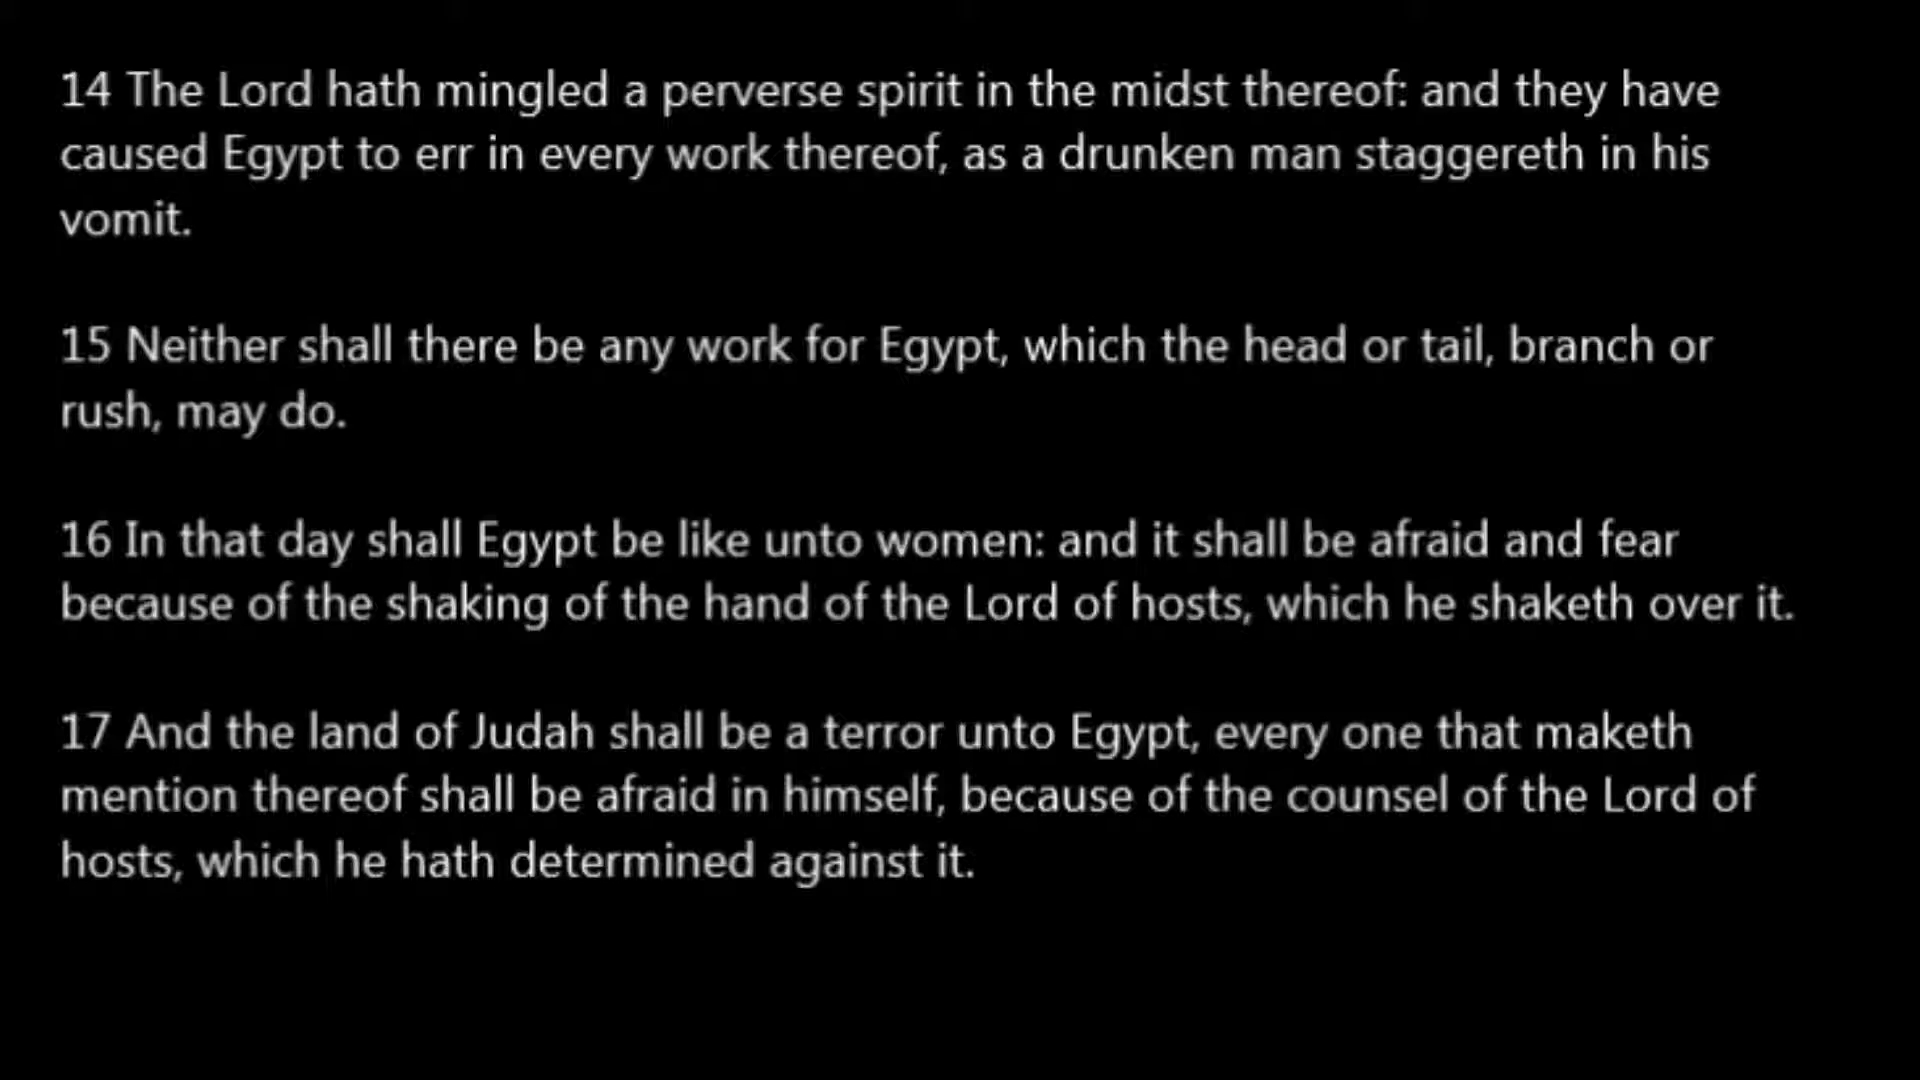 14 The Lord hath mingled a perverse spirit in the midst thereof: and they have
caused Egypt to err in every work thereof, as a drunken man staggereth in his
vomit.
15 Neither shall there be any work for Egypt, which the head or tail, branch or
rush, may do.
16 In that day shall Egypt be like unto women: and it shall be afraid and fear
because of the shaking of the hand of the Lord of hosts, which he shaketh over it.
17 And the land of Judah shall be a terror unto Egypt, every one that maketh
mention thereof shall be afraid in himself, because of the counsel of the Lord of
hosts, which he hath determined against it.